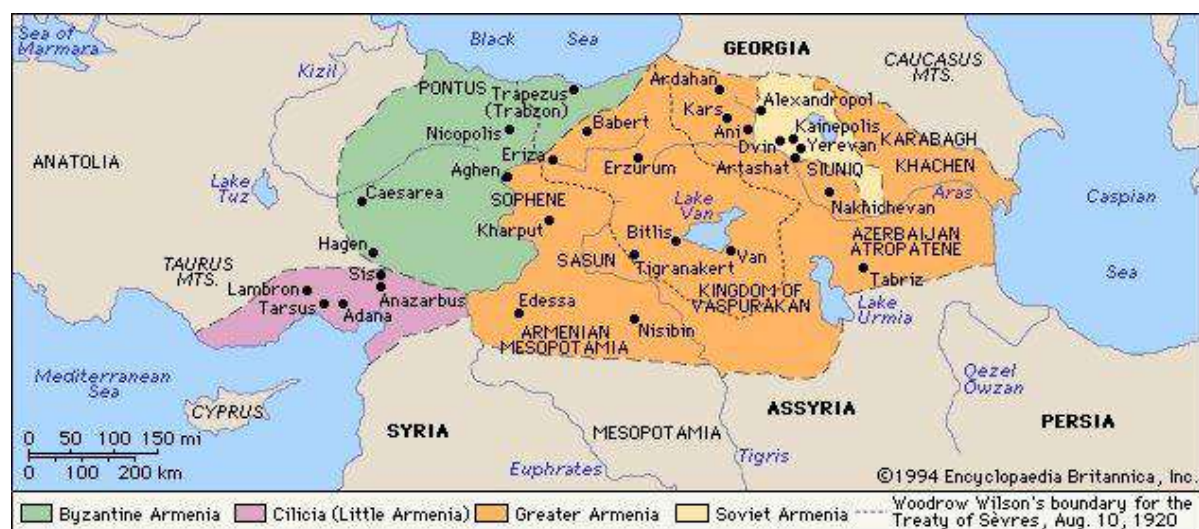 Sea of
Marmara
Black Sea
GEORGIA
CAUCASUS
MTS.
Kizil
PONTUS
Trapezus
(Trabzon)
Ardahan
Alexandropol
Kars
Nicopolis
Babert
Ani
Kainepolis
KARABAGH
Dvin
Yerevan
ANATOLIA
Eriza
Erzurum
Artashat
SIUNIQ
KHACHEN
Aghen
Lake
Tuz
Caesarea
SOPHENE
Lake
Van
Nakhichevan
Aras
Caspian
Sea
Kharput
Bitlis
AZERBAIJAN
ATROPATENE
Hagen
SASUN
Van
TAURUS
MTS.
Sis
Tigranakert
Tabriz
Lambron
Anazarbus
KINGDOM OF
VASPURAKAN
Tarsus
Adana
Edessa
Lake
Urmia
ARMENIAN
MESOPOTAMIA
Nisibin
Mediterranean
Sea
Qezel
Owzan
CYPRUS
ASSYRIA
SYRIA
MESOPOTAMIA
PERSIA
0 50 100 150 mi
0 100 200 km
Euphrates
Tigris
©1994 Encyclopaedia Britannica, Inc.
Byzantine Armenia
Cilicia (Little Armenia)
Greater Armenia
Soviet Armenia
Woodrow Wilson's boundary for the
Treaty of Sèvres, Aug. 10, 1920